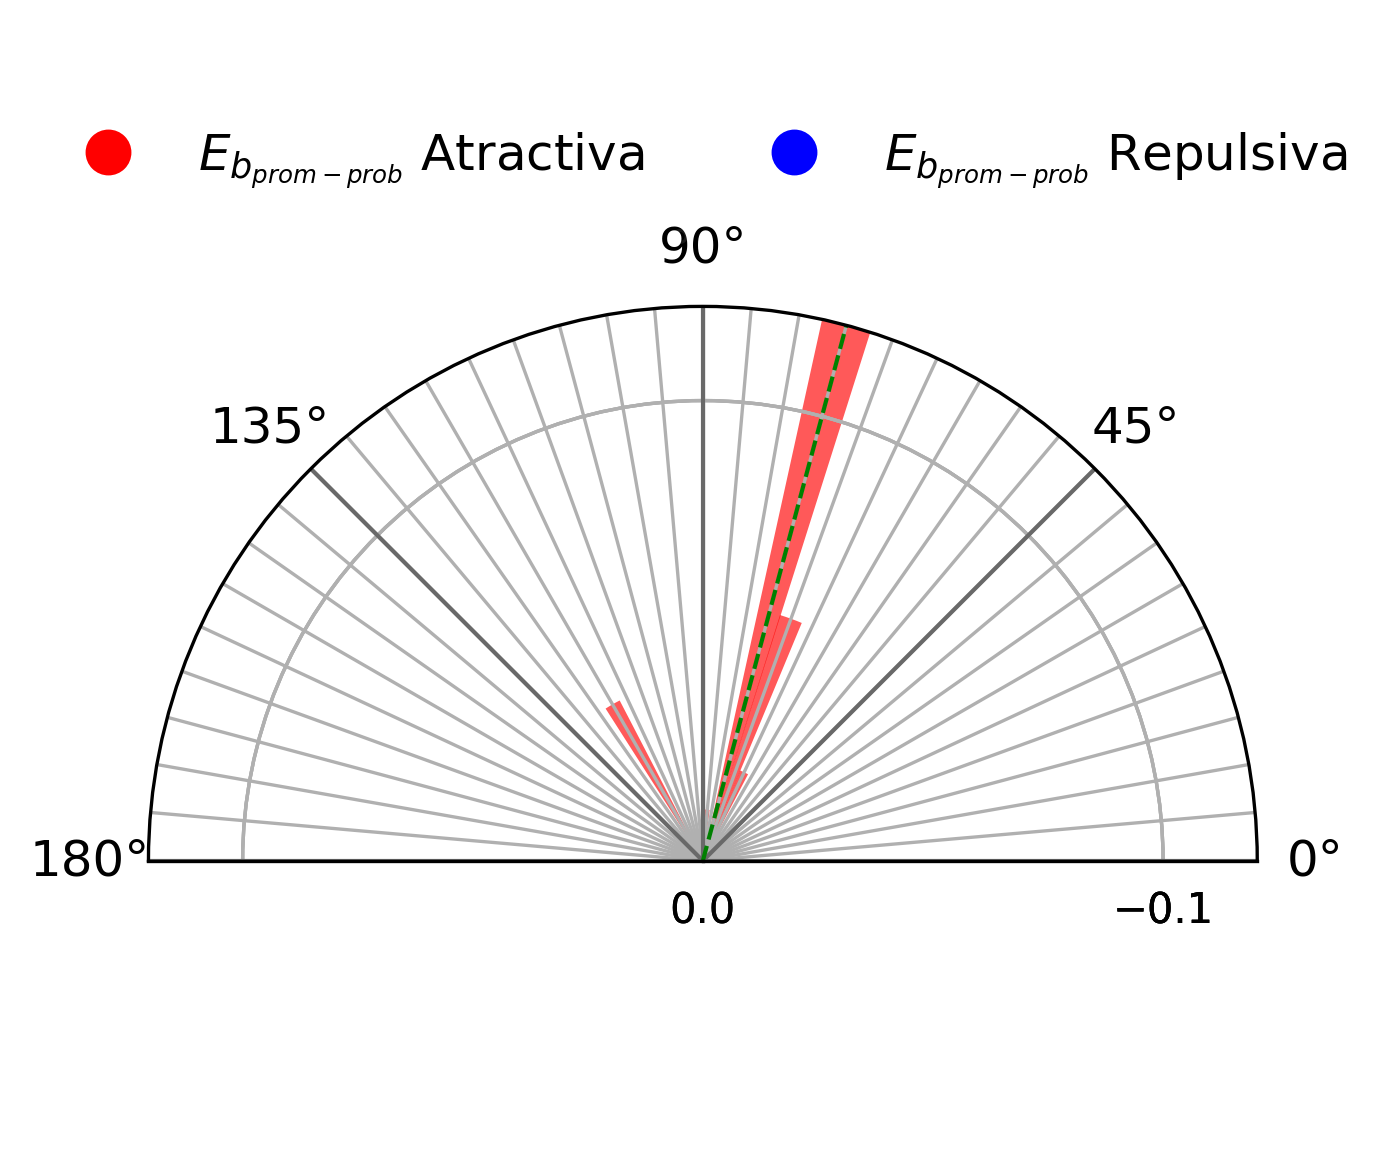 E_{b_{prom−prob}} Atractiva E_{b_{prom−prob}} Repulsiva
90°
135° 45°
180° 0°
0.0 −0.1